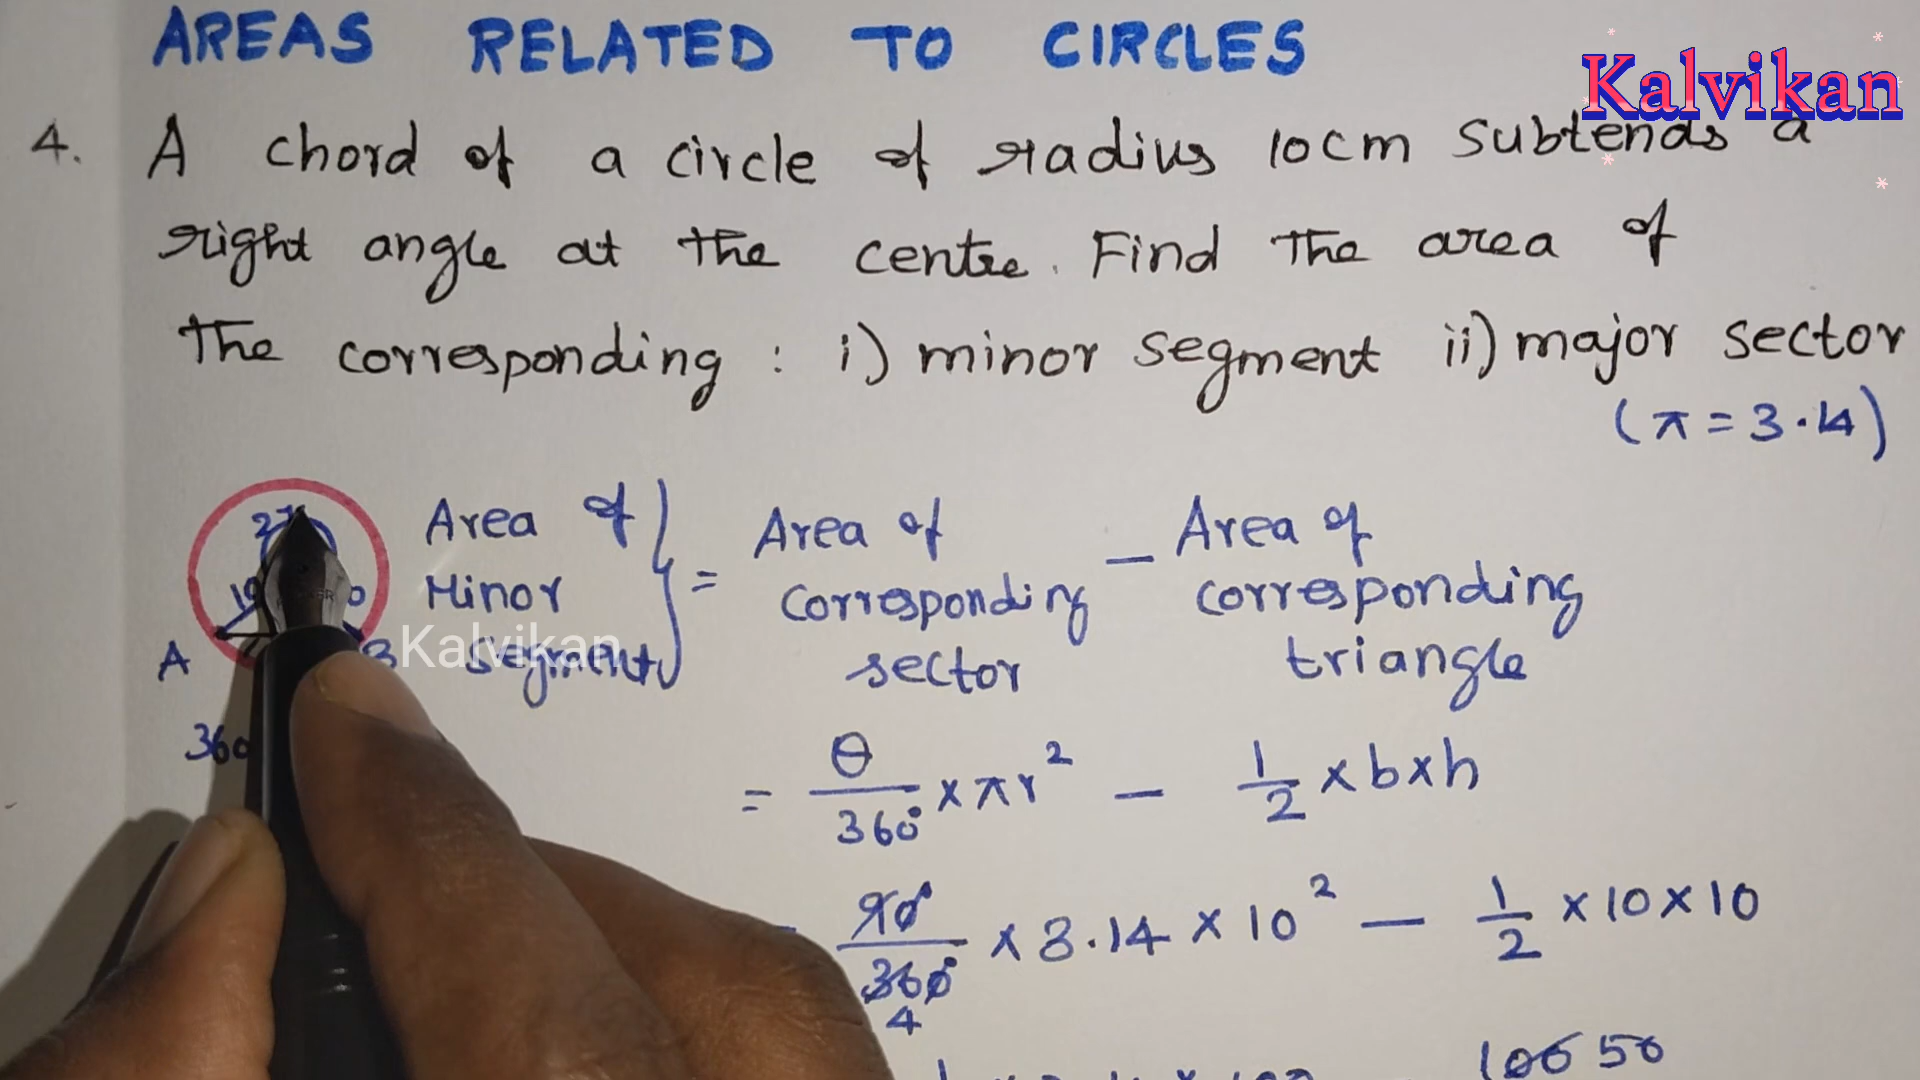 AREAS RELATED TO CIRCLES
Kalvikan
4. A chord of a circle of radius 10cm subtends a
right angle at the centre. Find the area of
the corresponding : i) minor segment ii) major sector
(π = 3.14)
Area of Minor Segment } = Area of corresponding sector - Area of corresponding triangle
A
B
Kalvikan
360
= θ/360° × πr² - 1/2 × b × h
90°/360° × 3.14 × 10² - 1/2 × 10 × 10
4
100 50